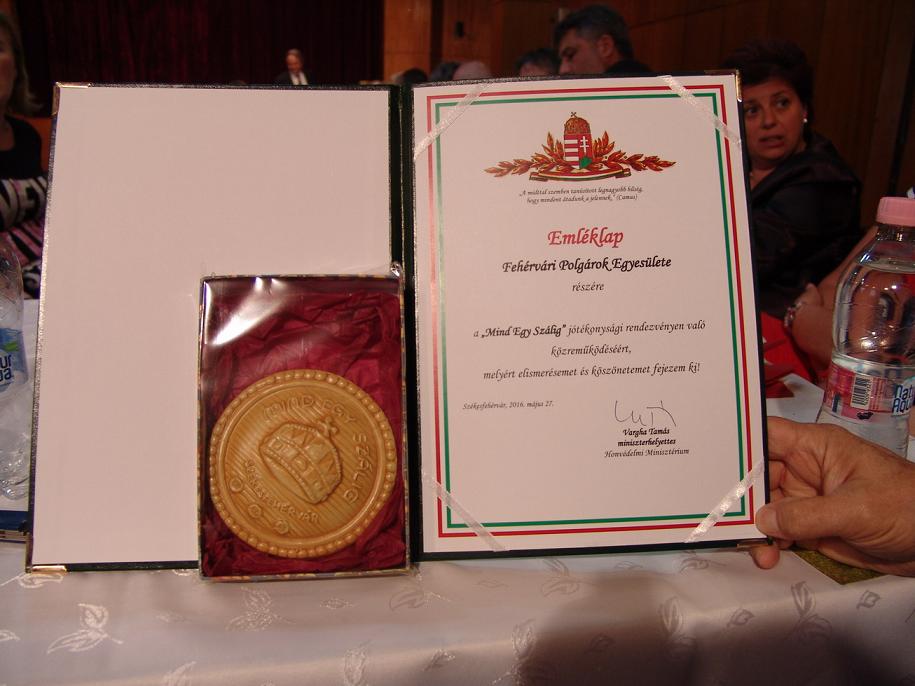 „A múlttal szemben tanúsított legnagyobb hűség,
hogy mindent átadunk a jelennek." (Camus)
Emléklap
Fehérvári Polgárok Egyesülete
részére
a „Mind Egy Szálig" jótékonysági rendezvényen való
közreműködéséért,
melyért elismerésemet és köszönetemet fejezem ki!
Székesfehérvár, 2016. május 27.
Vargha Tamás
miniszterhelyettes
Honvédelmi Minisztérium
MIND EGY SZÁLIG
SZÉKESFEHÉRVÁR